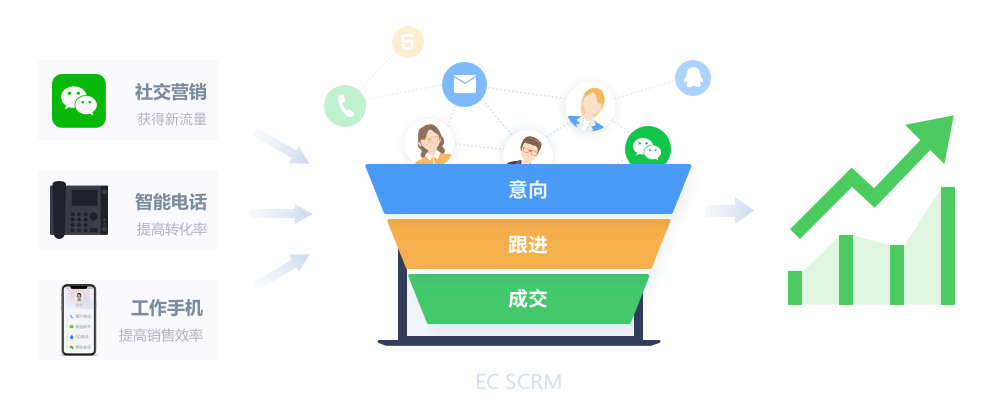 社交营销
获得新流量
智能电话
提高转化率
工作手机
提高销售效率
5
意向
跟进
成交
EC SCRM